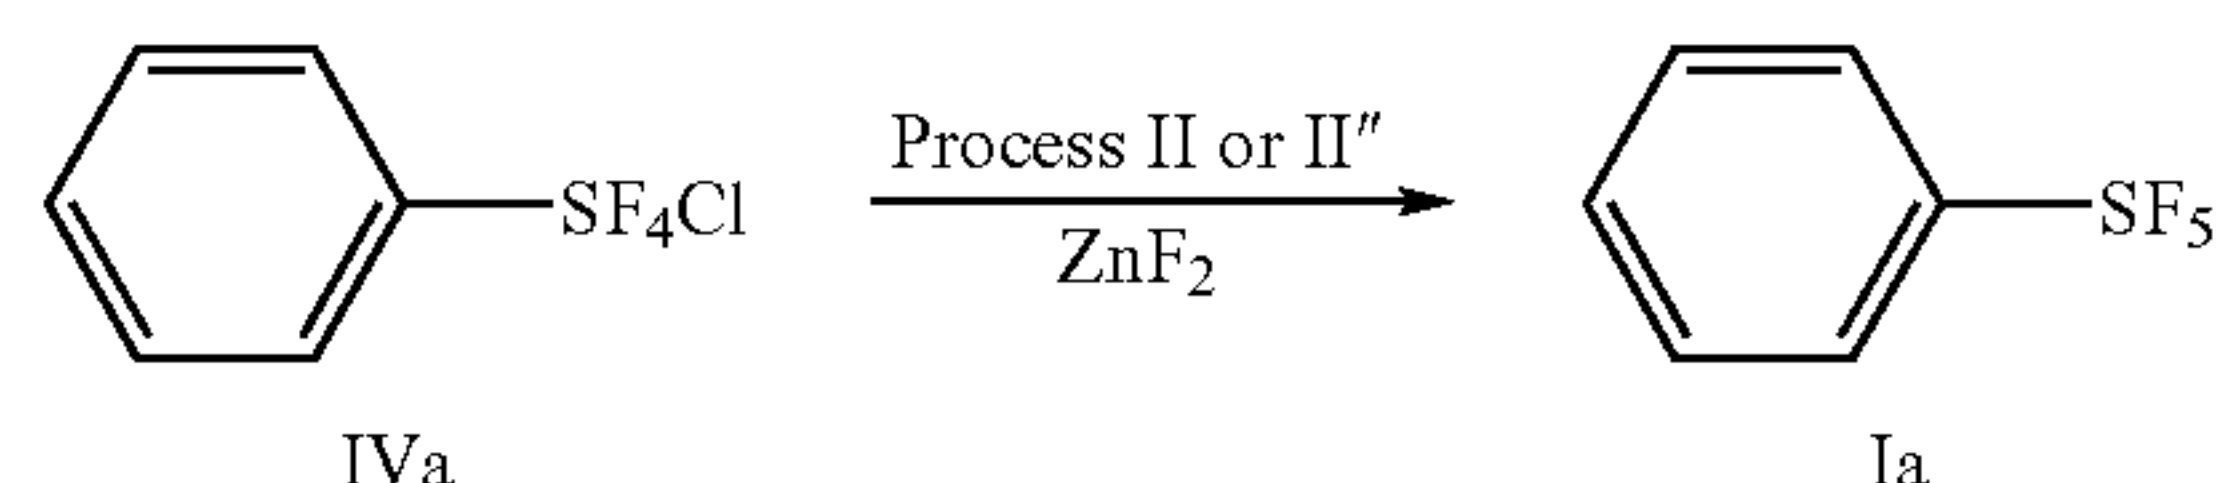 Process II or II″
SF₄Cl
SF₅
ZnF₂
IVa
Ia